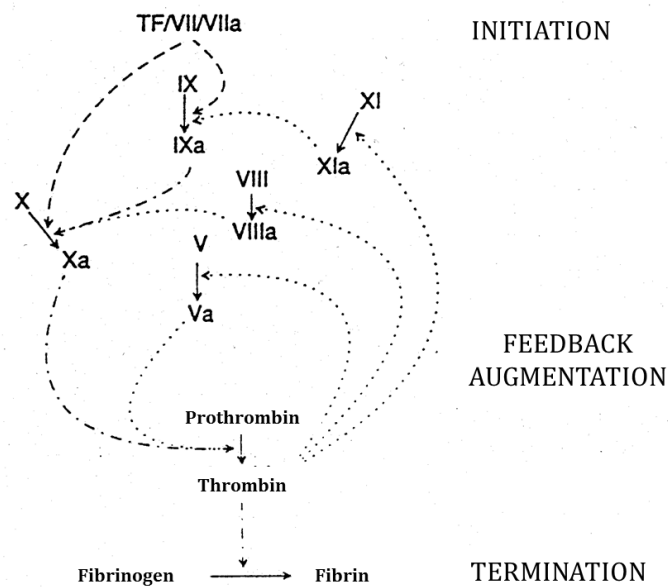 TF/VII/VIIa
INITIATION
IX
XI
IXa
XIa
VIII
X
VIIIa
V
Xa
Va
FEEDBACK
AUGMENTATION
Prothrombin
Thrombin
Fibrinogen
Fibrin
TERMINATION